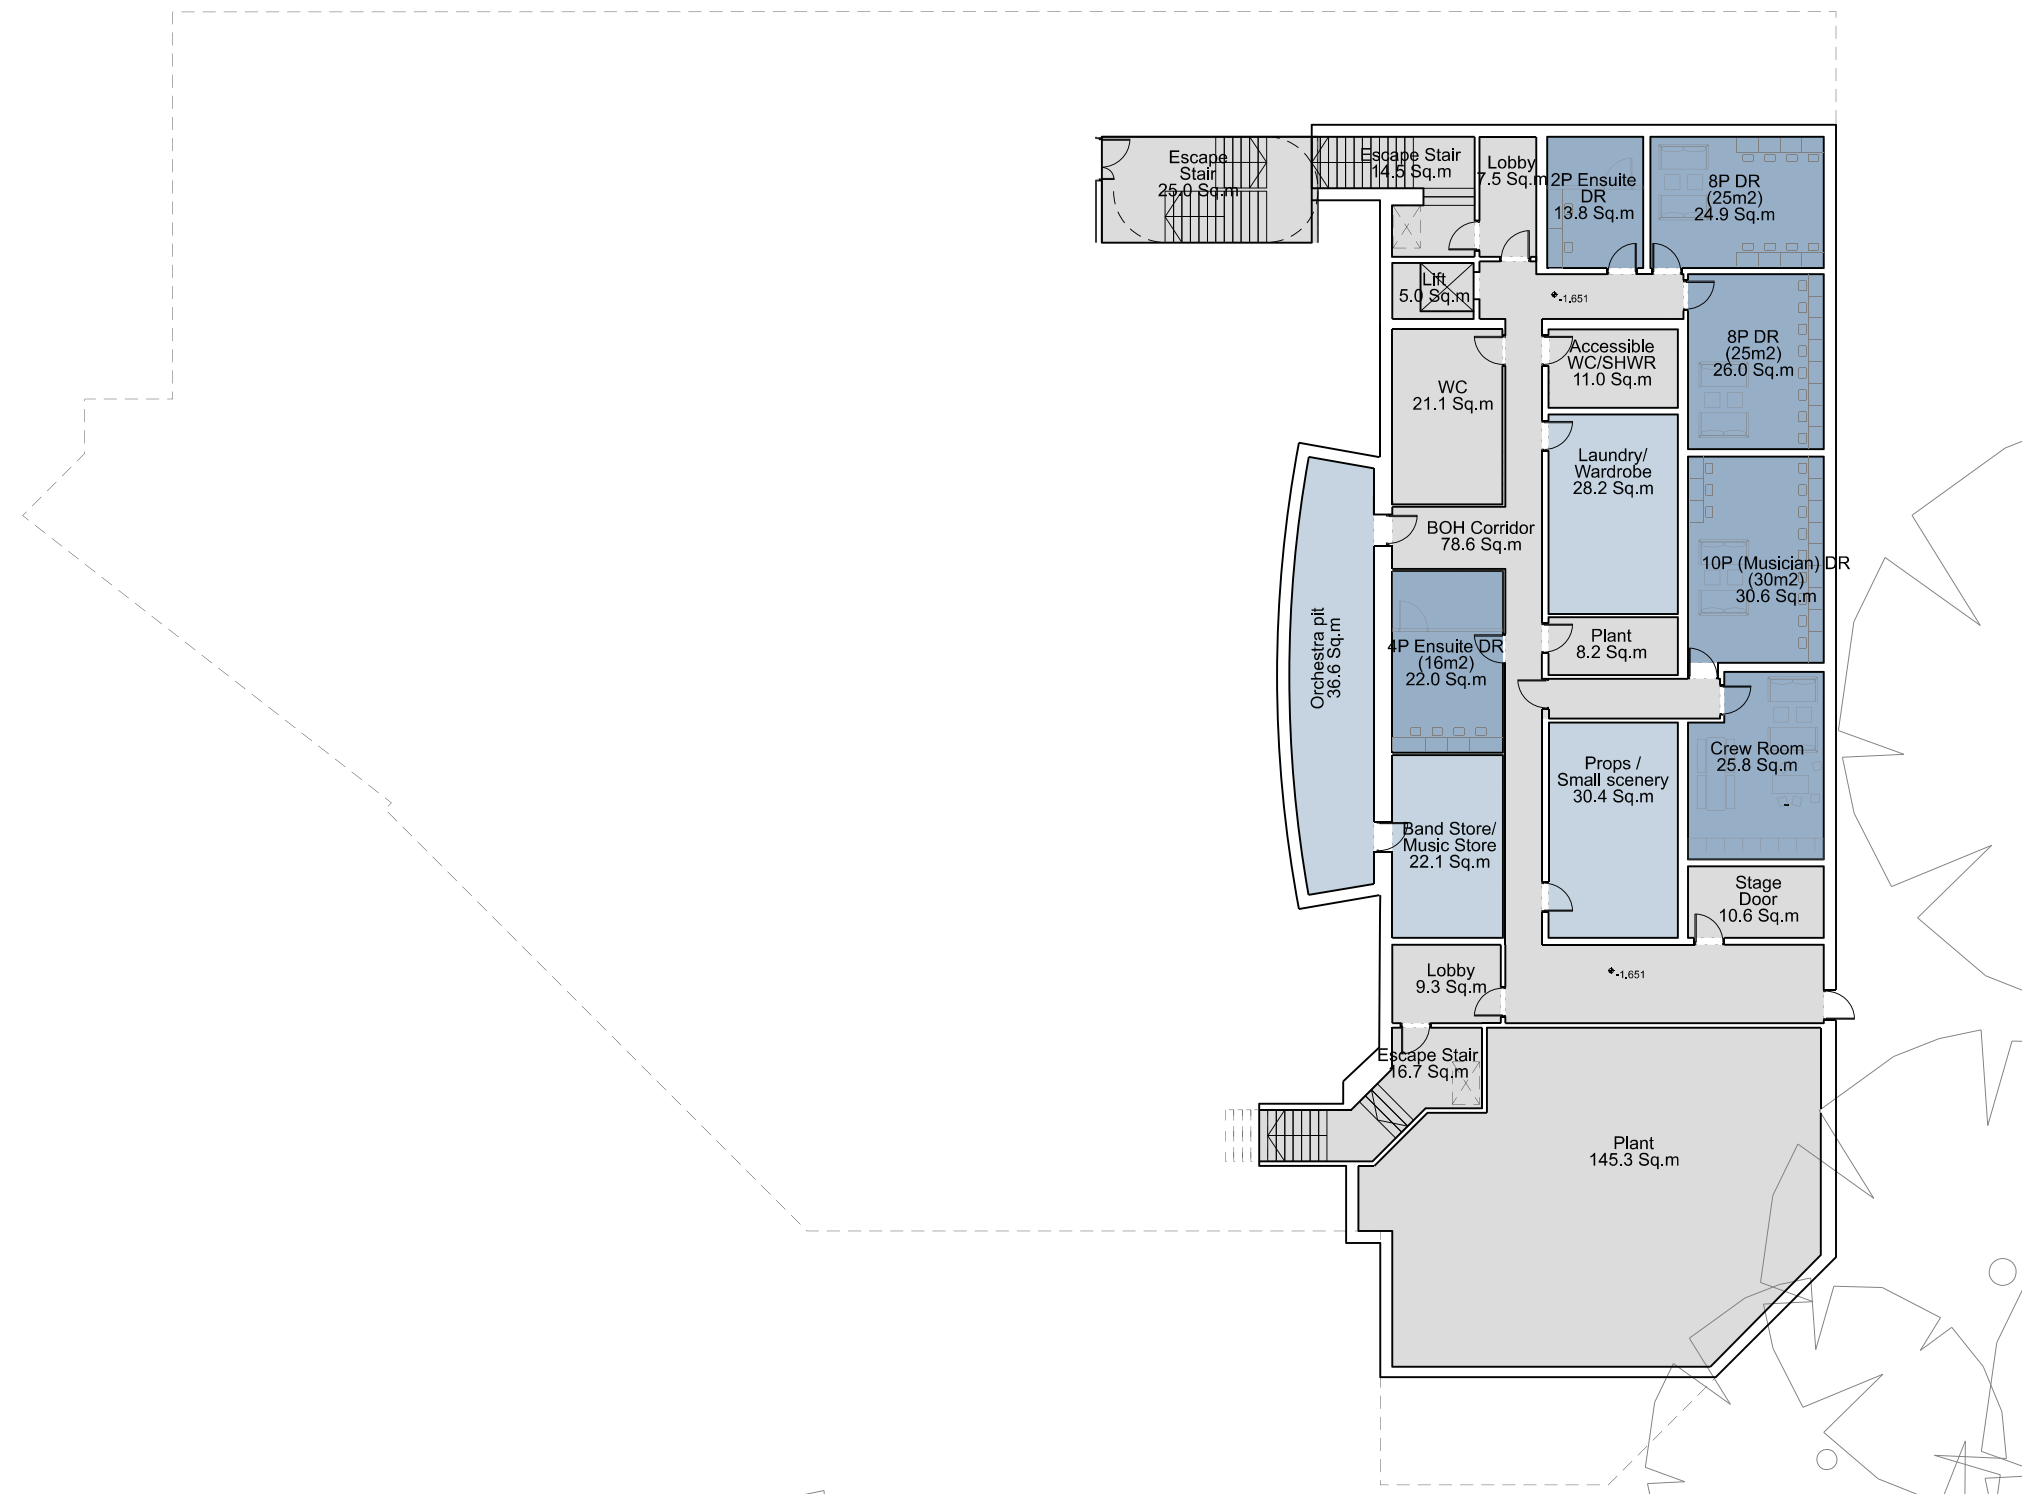 Escape
Stair
25.0 Sq.m
Escape Stair
14.5 Sq.m
Lobby
7.5 Sq.m
2P Ensuite
DR
13.8 Sq.m
8P DR
(25m2)
24.9 Sq.m
Lift
5.0 Sq.m
-1.651
8P DR
(25m2)
26.0 Sq.m
Accessible
WC/SHWR
11.0 Sq.m
WC
21.1 Sq.m
Laundry/
Wardrobe
28.2 Sq.m
BOH Corridor
78.6 Sq.m
10P (Musician) DR
(30m2)
30.6 Sq.m
Orchestra pit
36.6 Sq.m
4P Ensuite DR
(16m2)
22.0 Sq.m
Plant
8.2 Sq.m
Crew Room
25.8 Sq.m
Props /
Small scenery
30.4 Sq.m
Band Store/
Music Store
22.1 Sq.m
Stage
Door
10.6 Sq.m
Lobby
9.3 Sq.m
-1.651
Escape Stair
16.7 Sq.m
Plant
145.3 Sq.m